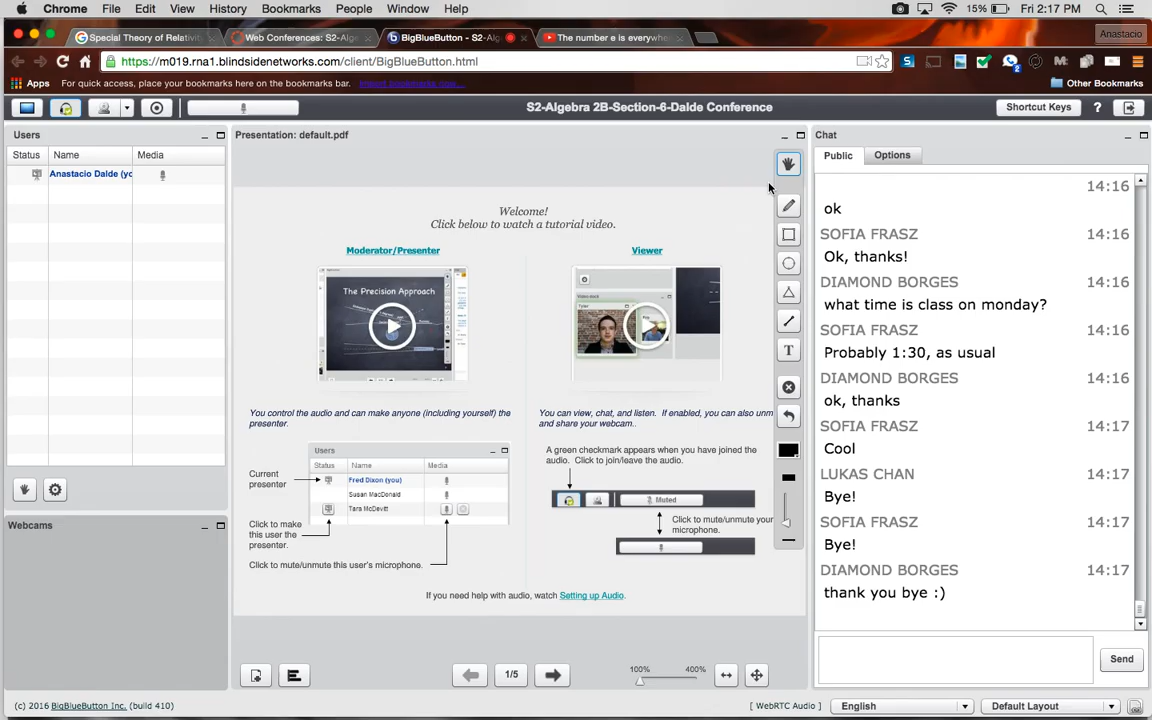 Chrome File Edit View History Bookmarks People Window Help 15% Fri 2:17 PM
Special Theory of Relativi Web Conferences: S2-Alge BigBlueButton - S2-Alg The number e is everywhe Anastacio
https://m019.rna1.blindsidenetworks.com/client/BigBlueButton.html
Apps For quick access, place your bookmarks here on the bookmarks bar. Import bookmarks now... Other Bookmarks
S2-Algebra 2B-Section-6-Dalde Conference Shortcut Keys ?
Users
Status Name Media
Anastacio Dalde (yo
Webcams
Presentation: default.pdf
Welcome!
Click below to watch a tutorial video.
Moderator/Presenter Viewer
The Precision Approach
You control the audio and can make anyone (including yourself) the
presenter.
You can view, chat, and listen. If enabled, you can also unm
and share your webcam..
Users
Status Name Media
Current
presenter
Fred Dixon (you)
Susan MacDonald
Tara McDevitt
Click to make
this user the
presenter.
Click to mute/unmute this user's microphone.
A green checkmark appears when you have joined the
audio. Click to join/leave the audio.
Muted
Click to mute/unmute your
microphone.
If you need help with audio, watch Setting up Audio.
T
1/5
100% 400%
Chat
Public Options
14:16
ok
SOFIA FRASZ 14:16
Ok, thanks!
DIAMOND BORGES 14:16
what time is class on monday?
SOFIA FRASZ 14:16
Probably 1:30, as usual
DIAMOND BORGES 14:16
ok, thanks
SOFIA FRASZ 14:17
Cool
LUKAS CHAN 14:17
Bye!
SOFIA FRASZ 14:17
Bye!
DIAMOND BORGES 14:17
thank you bye :)
Send
(c) 2016 BigBlueButton Inc. (build 410) [ WebRTC Audio ] English Default Layout